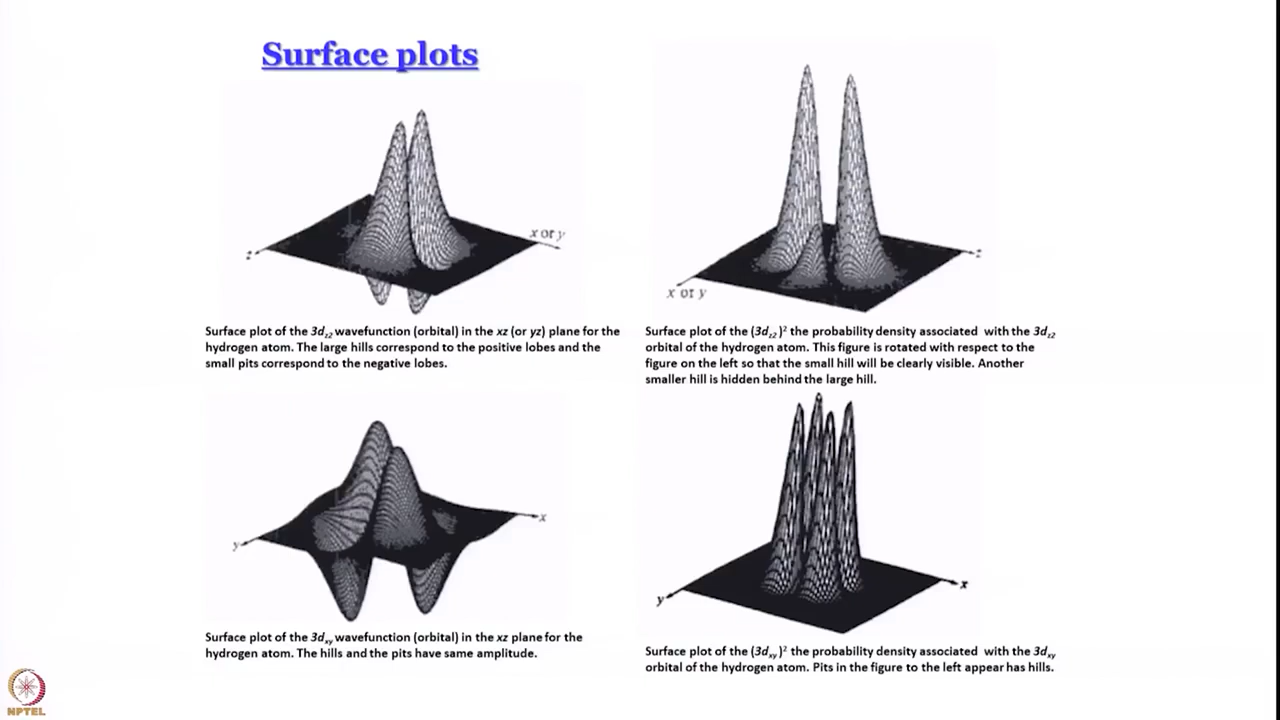 Surface plots
z
x or y
x or y
z
Surface plot of the 3dz2 wavefunction (orbital) in the xz (or yz) plane for the
hydrogen atom. The large hills correspond to the positive lobes and the
small pits correspond to the negative lobes.
Surface plot of the (3dz2)2 the probability density associated with the 3dz2
orbital of the hydrogen atom. This figure is rotated with respect to the
figure on the left so that the small hill will be clearly visible. Another
smaller hill is hidden behind the large hill.
y
x
y
x
Surface plot of the 3dxy wavefunction (orbital) in the xz plane for the
hydrogen atom. The hills and the pits have same amplitude.
Surface plot of the (3dxy)2 the probability density associated with the 3dxy
orbital of the hydrogen atom. Pits in the figure to the left appear has hills.
NPTEL